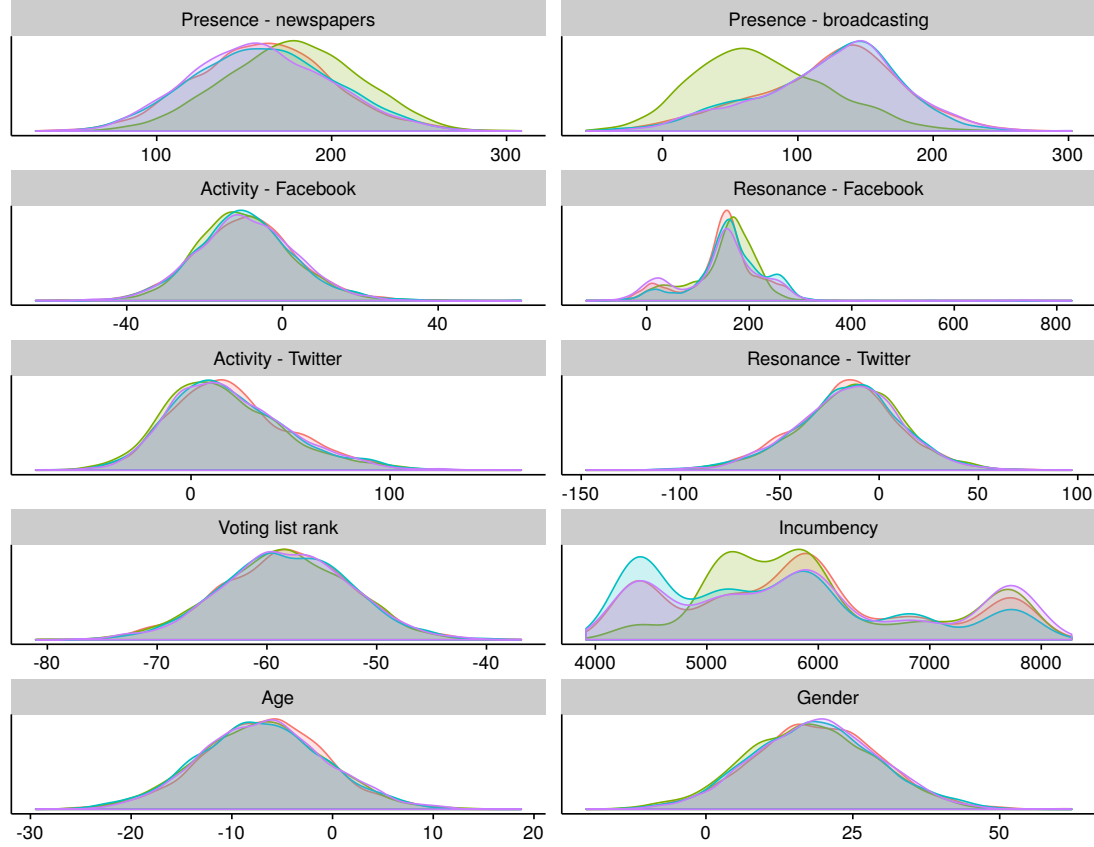 Presence - newspapers
Presence - broadcasting
100 200 300
0 100 200 300
Activity - Facebook
Resonance - Facebook
-40 0 40
0 200 400 600 800
Activity - Twitter
Resonance - Twitter
0 100
-150 -100 -50 0 50 100
Voting list rank
Incumbency
-80 -70 -60 -50 -40
4000 5000 6000 7000 8000
Age
Gender
-30 -20 -10 0 10 20
0 25 50